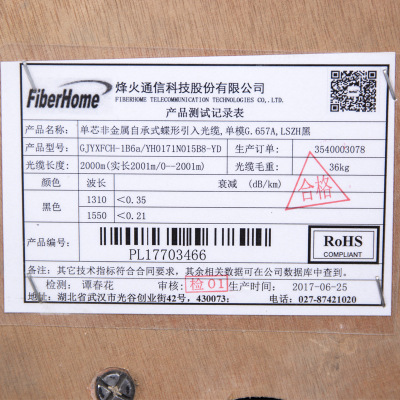 FiberHome
烽火通信科技股份有限公司
FIBERHOME TELECOMMUNICATION TECHNOLOGIES CO., LTD.
产品测试记录表
产品名称: 单芯非金属自承式蝶形引入光缆,单模G.657A,LSZH黑
产品型号: GJYXFCH-1B6a/YH0171N015B8-YD 生产订单: 3540003078
光缆长度: 2000m(实长2001m/0--2001m) 光缆毛重: 36kg
颜色 波长 衰减 (dB/km)
黑色 1310 <0.35
1550 <0.21
合格
产品编号:
PL17703466
RoHS
COMPLIANT
备注: 其它技术指标符合合同要求，其余相关数据可在公司数据库中查到。
检测: 谭春花 审核: 检01 生产时间: 2017-06-25
地址: 湖北省武汉市光谷创业街42号, 430073; 电话: 027-87421020